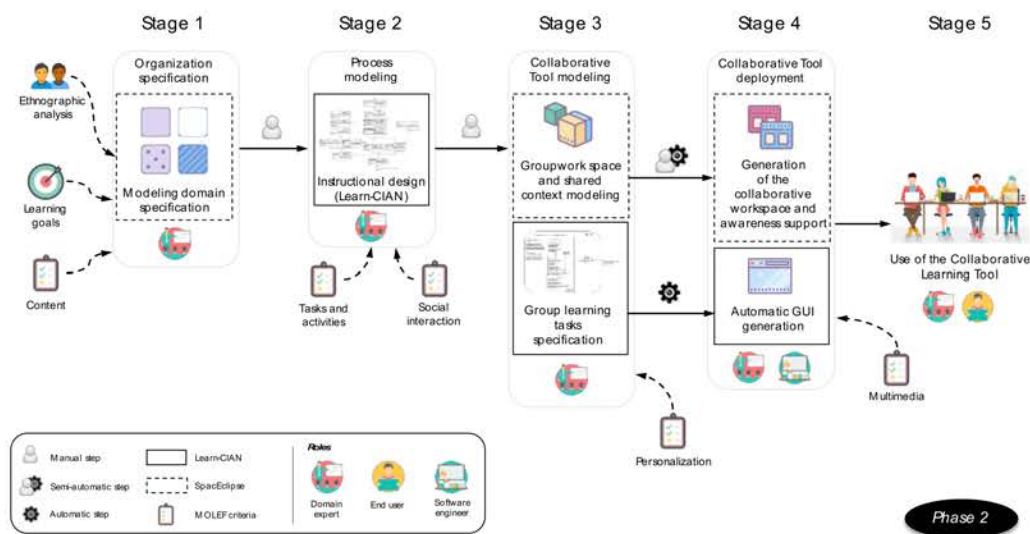 Stage 1
Stage 2
Stage 3
Stage 4
Stage 5
Organization
specification
Process
modeling
Collaborative
Tool modeling
Collaborative Tool
deployment
Ethnographic
analysis
Learning
goals
Content
Modeling domain
specification
Instructional design
(Learn-CIAN)
Tasks and
activities
Social
interaction
Groupwork space
and shared
context modeling
Group learning
tasks
specification
Generation
of the
collaborative
workspace and
awareness support
Automatic GUI
generation
Use of the Collaborative
Learning Tool
Personalization
Multimedia
Manual step
Semi-automatic step
Automatic step
Learn-CIAN
SpacEclipse
MOLEF criteria
Roles
Domain
expert
End user
Software
engineer
Phase 2